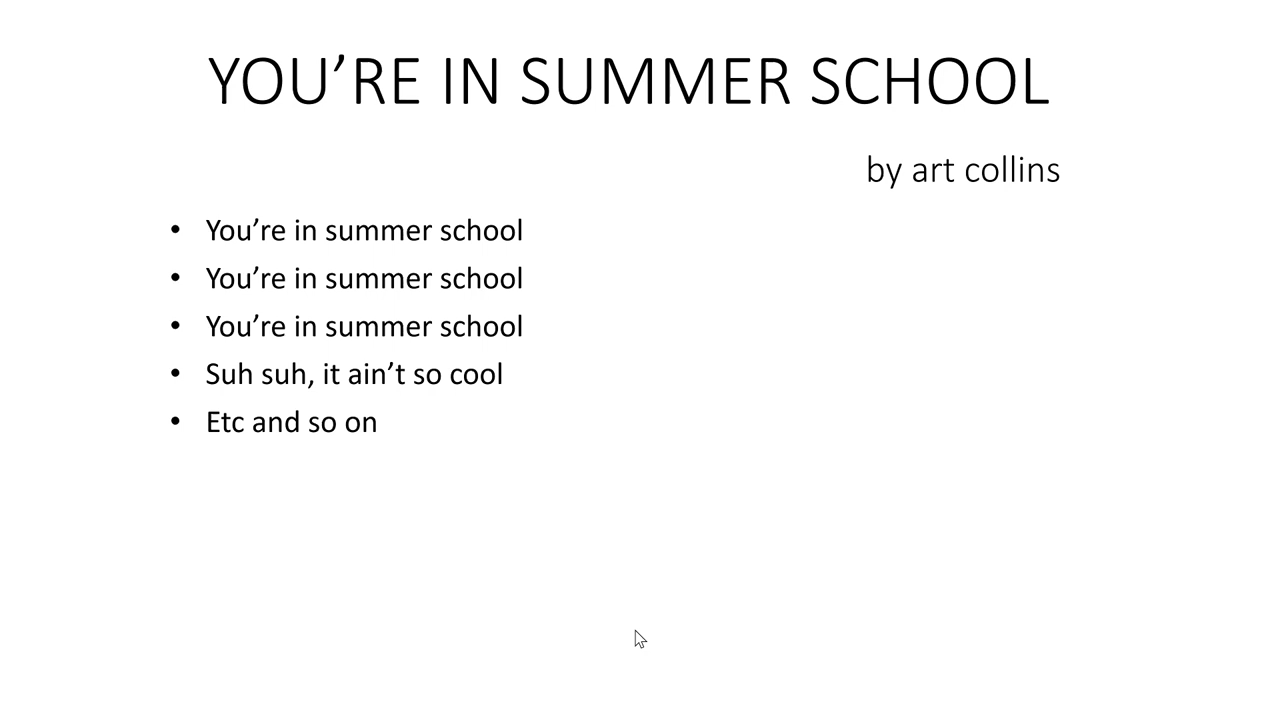 YOU’RE IN SUMMER SCHOOL
by art collins
• You’re in summer school
• You’re in summer school
• You’re in summer school
• Suh suh, it ain’t so cool
• Etc and so on